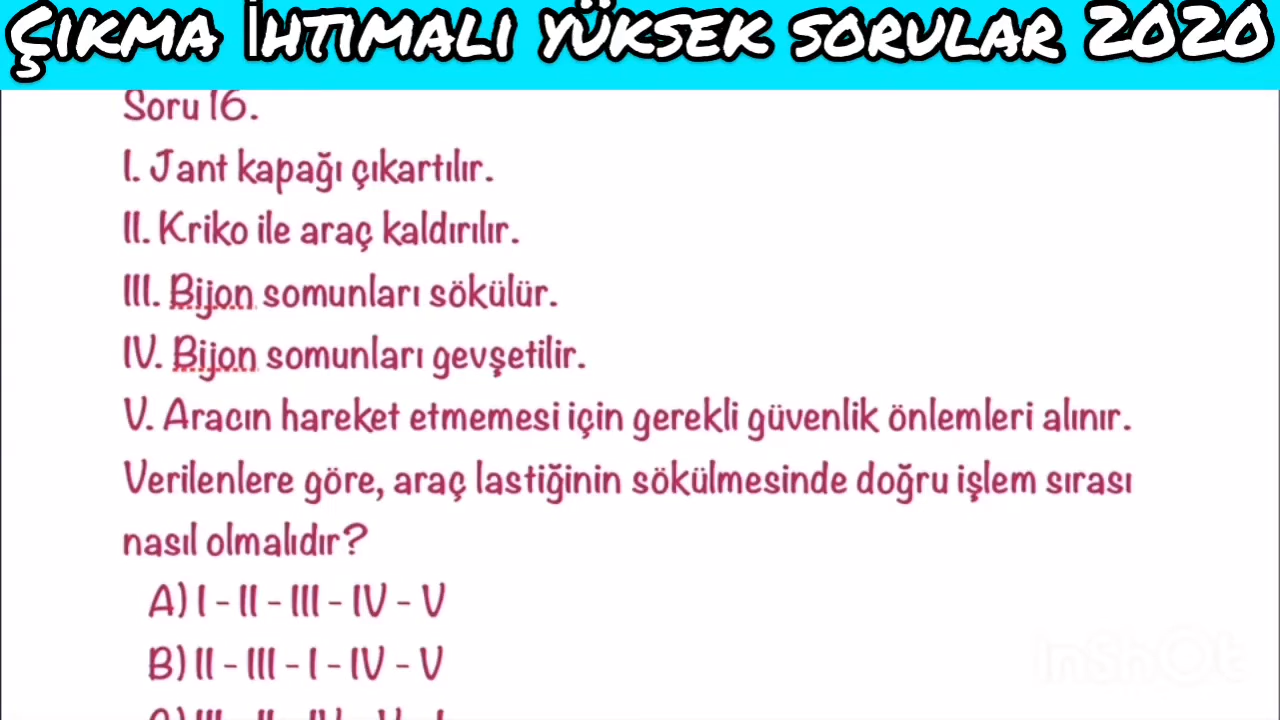 Çıkma İhtimali yüksek sorular 2020
Soru 16.
I. Jant kapağı çıkartılır.
II. Kriko ile araç kaldırılır.
III. Bijon somunları sökülür.
IV. Bijon somunları gevşetilir.
V. Aracın hareket etmemesi için gerekli güvenlik önlemleri alınır.
Verilenlere göre, araç lastiğinin sökülmesinde doğru işlem sırası
nasıl olmalıdır?
A) I - II - III - IV - V
B) II - III - I - IV - V